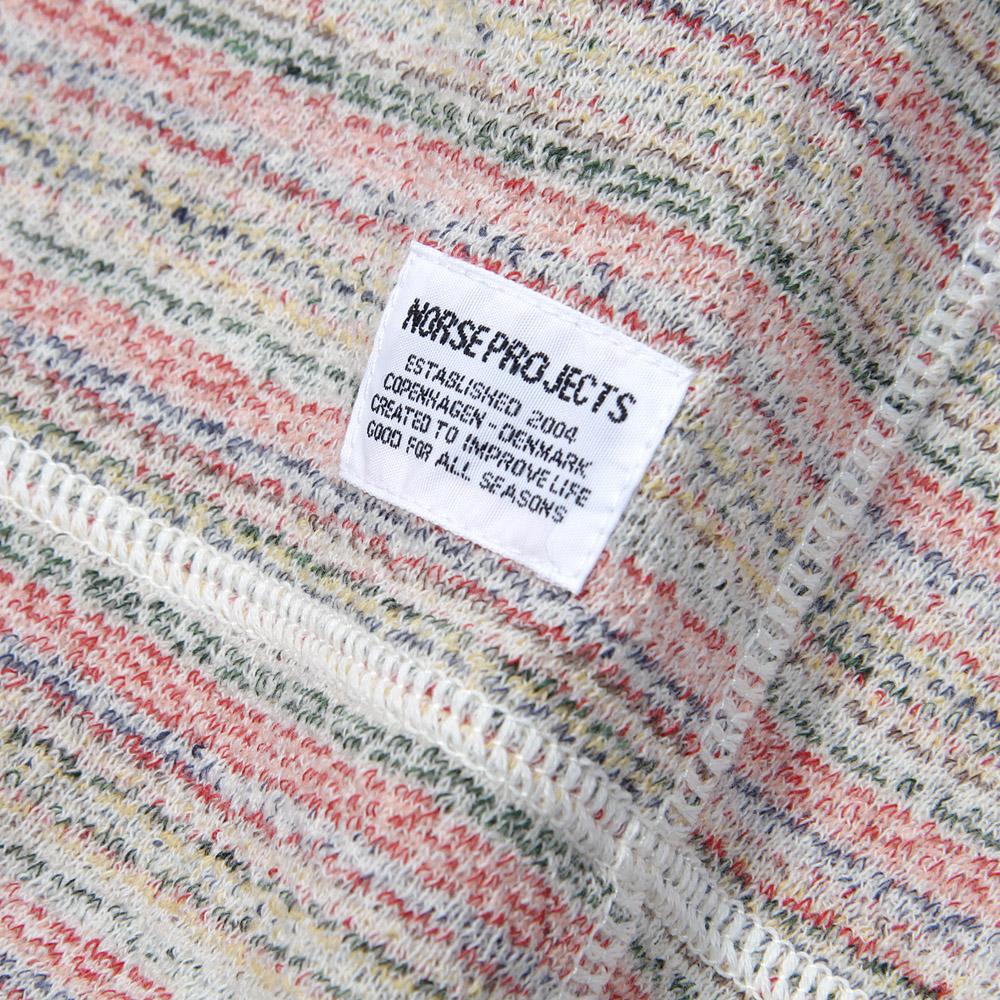 NORSE PROJECTS
ESTABLISHED 2004
COPENHAGEN - DENMARK
CREATED TO IMPROVE LIFE
GOOD FOR ALL SEASONS